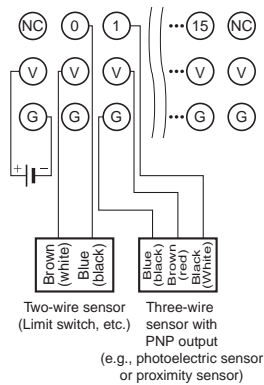 NC 0 1 ••• 15 NC
V V V ••• V V
G G G ••• G G
+ −
Brown
(white)
Blue
(black)
Blue
(black)
Brown
(red)
Black
(White)
Two-wire sensor
(Limit switch, etc.)
Three-wire
sensor with
PNP output
(e.g., photoelectric sensor
or proximity sensor)